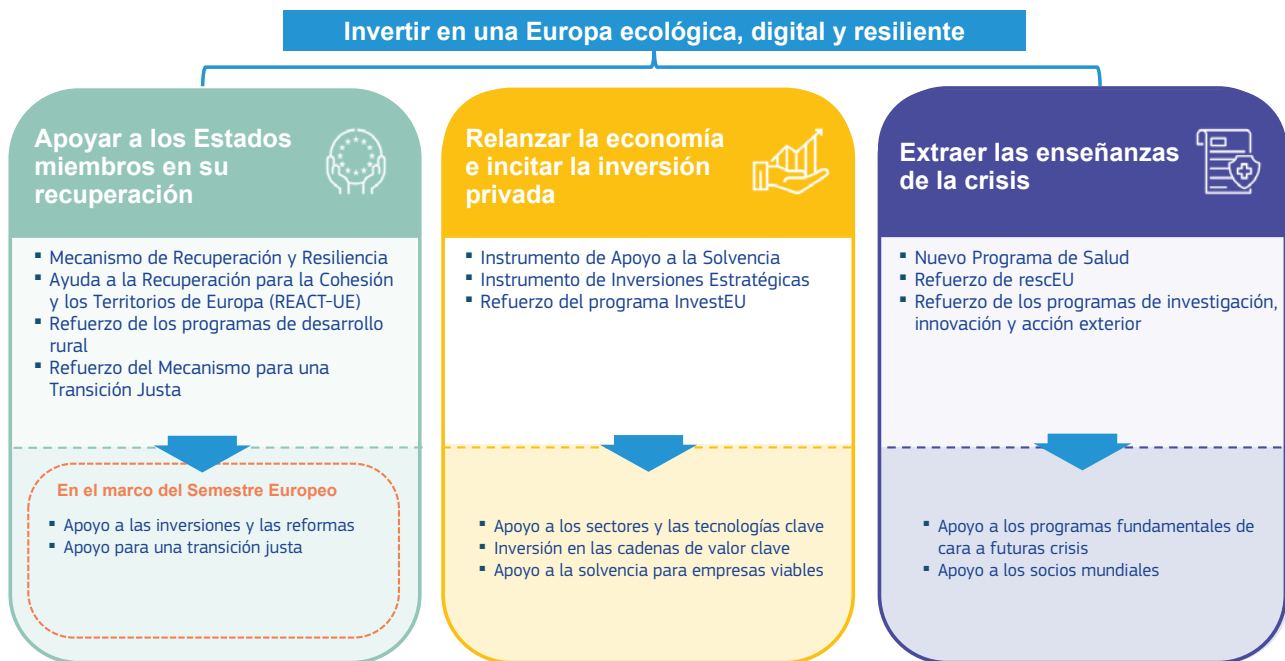 Invertir en una Europa ecológica, digital y resiliente
Apoyar a los Estados
miembros en su
recuperación
▪ Mecanismo de Recuperación y Resiliencia
▪ Ayuda a la Recuperación para la Cohesión
y los Territorios de Europa (REACT-UE)
▪ Refuerzo de los programas de desarrollo
rural
▪ Refuerzo del Mecanismo para una
Transición Justa
En el marco del Semestre Europeo
▪ Apoyo a las inversiones y las reformas
▪ Apoyo para una transición justa
Relanzar la economía
e incitar la inversión
privada
▪ Instrumento de Apoyo a la Solvencia
▪ Instrumento de Inversiones Estratégicas
▪ Refuerzo del programa InvestEU
▪ Apoyo a los sectores y las tecnologías clave
▪ Inversión en las cadenas de valor clave
▪ Apoyo a la solvencia para empresas viables
Extraer las enseñanzas
de la crisis
▪ Nuevo Programa de Salud
▪ Refuerzo de rescEU
▪ Refuerzo de los programas de investigación,
innovación y acción exterior
▪ Apoyo a los programas fundamentales de
cara a futuras crisis
▪ Apoyo a los socios mundiales